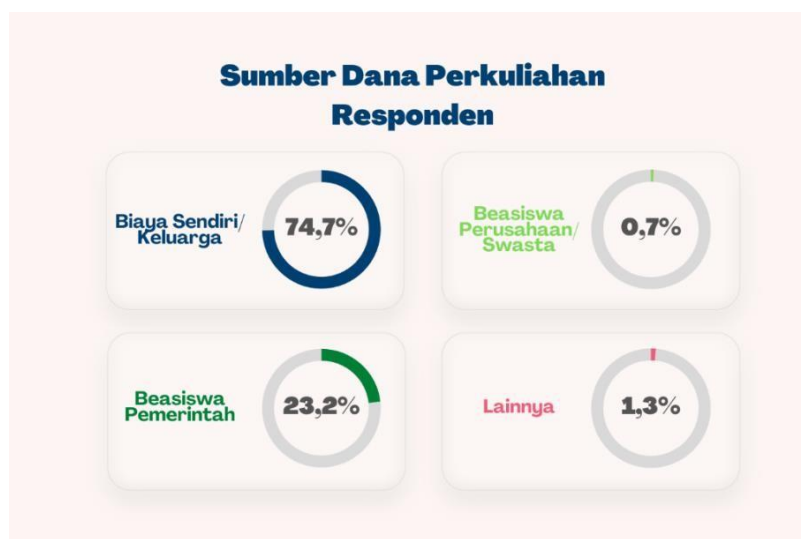 Sumber Dana Perkuliahan
Responden
Biaya Sendiri/
Keluarga
74,7%
Beasiswa
Perusahaan/
Swasta
0,7%
Beasiswa
Pemerintah
23,2%
Lainnya
1,3%